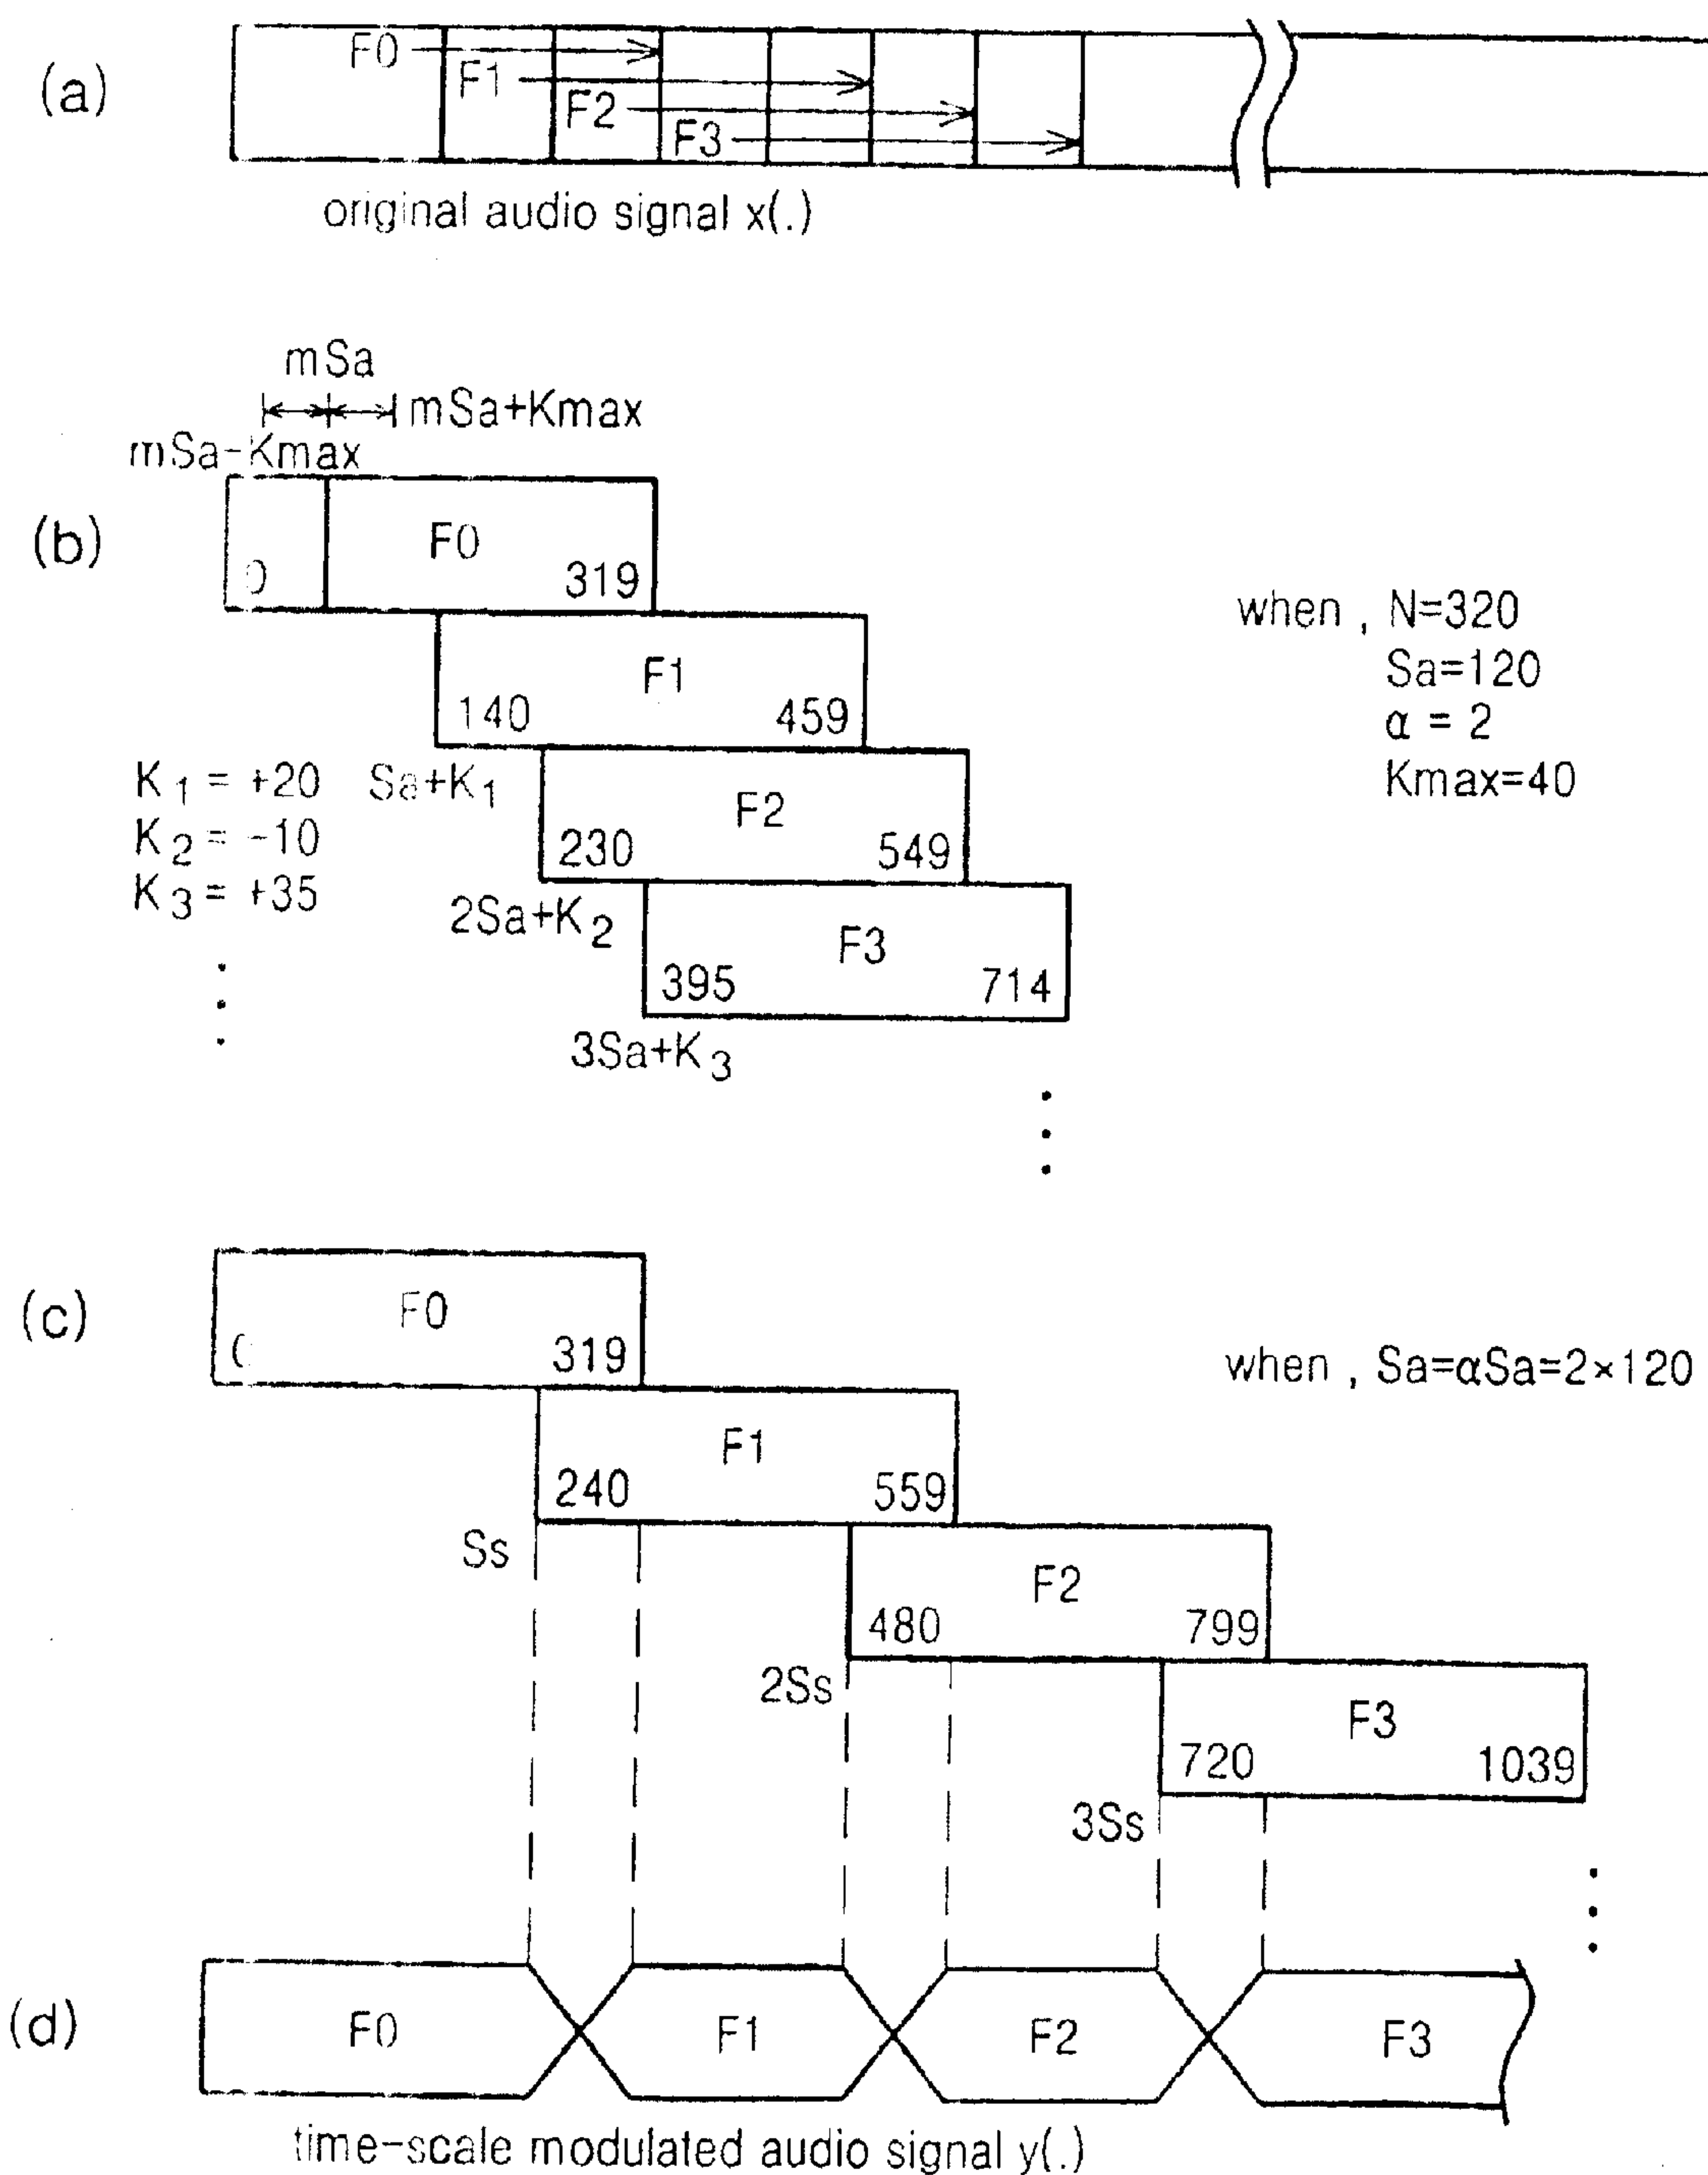 (a)
F0
F1
F2
F3
original audio signal x(.)
mSa
mSa+Kmax
mSa-Kmax
(b)
F0
0 319
F1
140 459
when , N=320
Sa=120
α = 2
Kmax=40
K1 = +20
K2 = -10
K3 = +35
Sa+K1
F2
230 549
2Sa+K2
F3
395 714
3Sa+K3
(c)
F0
0 319
when , Sa=αSa=2×120
F1
240 559
Ss
F2
480 799
2Ss
F3
720 1039
3Ss
(d)
F0 F1 F2 F3
time-scale modulated audio signal y(.)